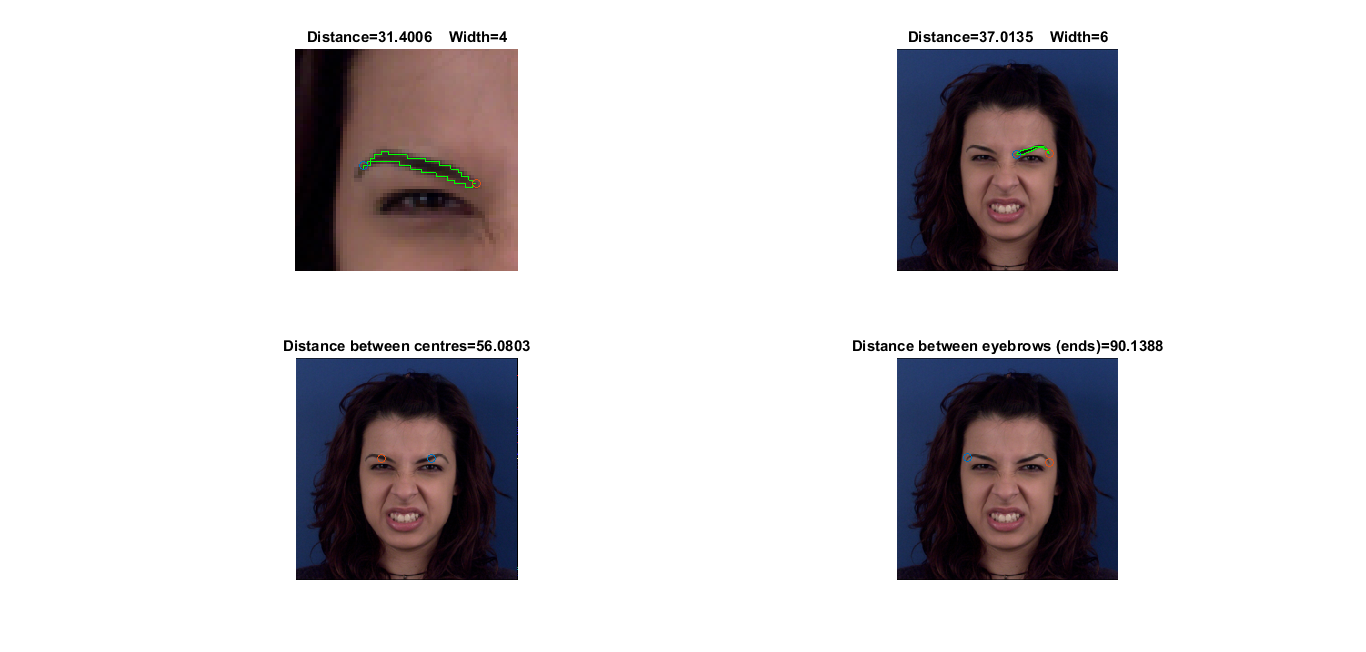 Distance=31.4006    Width=4
Distance=37.0135    Width=6
Distance between centres=56.0803
Distance between eyebrows (ends)=90.1388